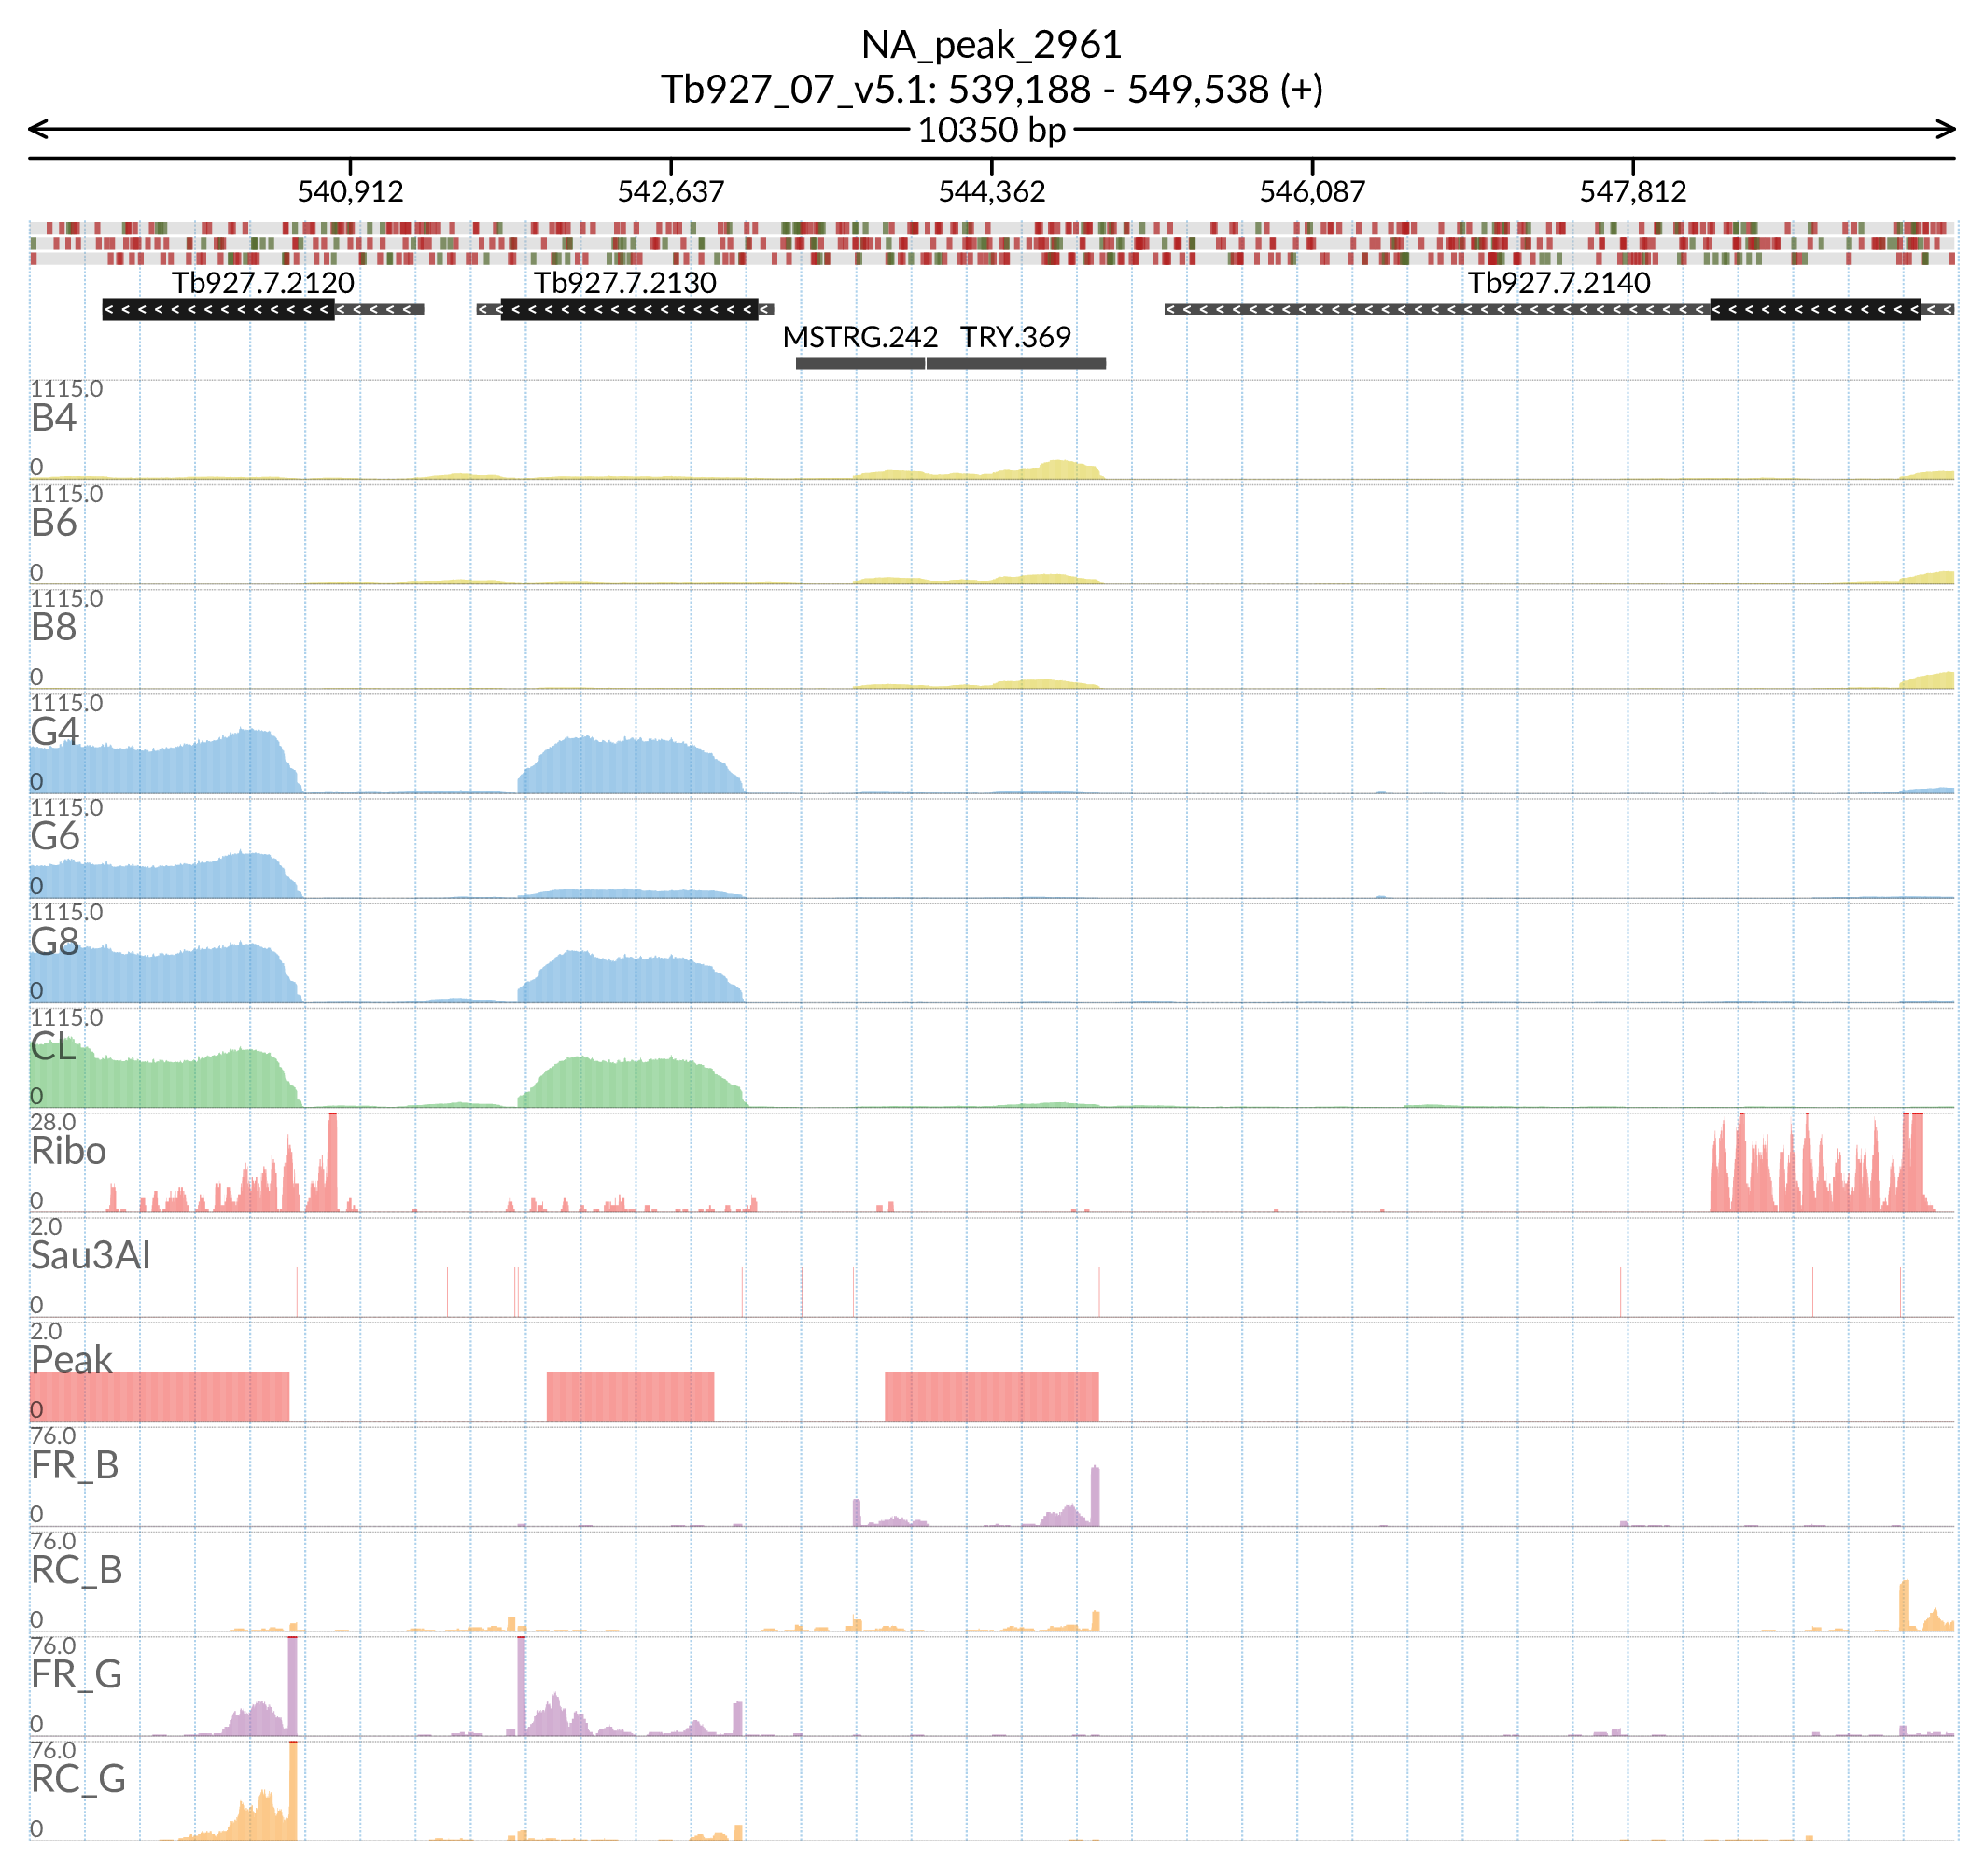 NA_peak_2961
Tb927_07_v5.1: 539,188 - 549,538 (+)
10350 bp
540,912 542,637 544,362 546,087 547,812
Tb927.7.2120 Tb927.7.2130 Tb927.7.2140
MSTRG.242 TRY.369
1115.0
B4
0
1115.0
B6
0
1115.0
B8
0
1115.0
G4
0
1115.0
G6
0
1115.0
G8
0
1115.0
CL
0
28.0
Ribo
0
2.0
Sau3AI
0
2.0
Peak
0
76.0
FR_B
0
76.0
RC_B
0
76.0
FR_G
0
76.0
RC_G
0